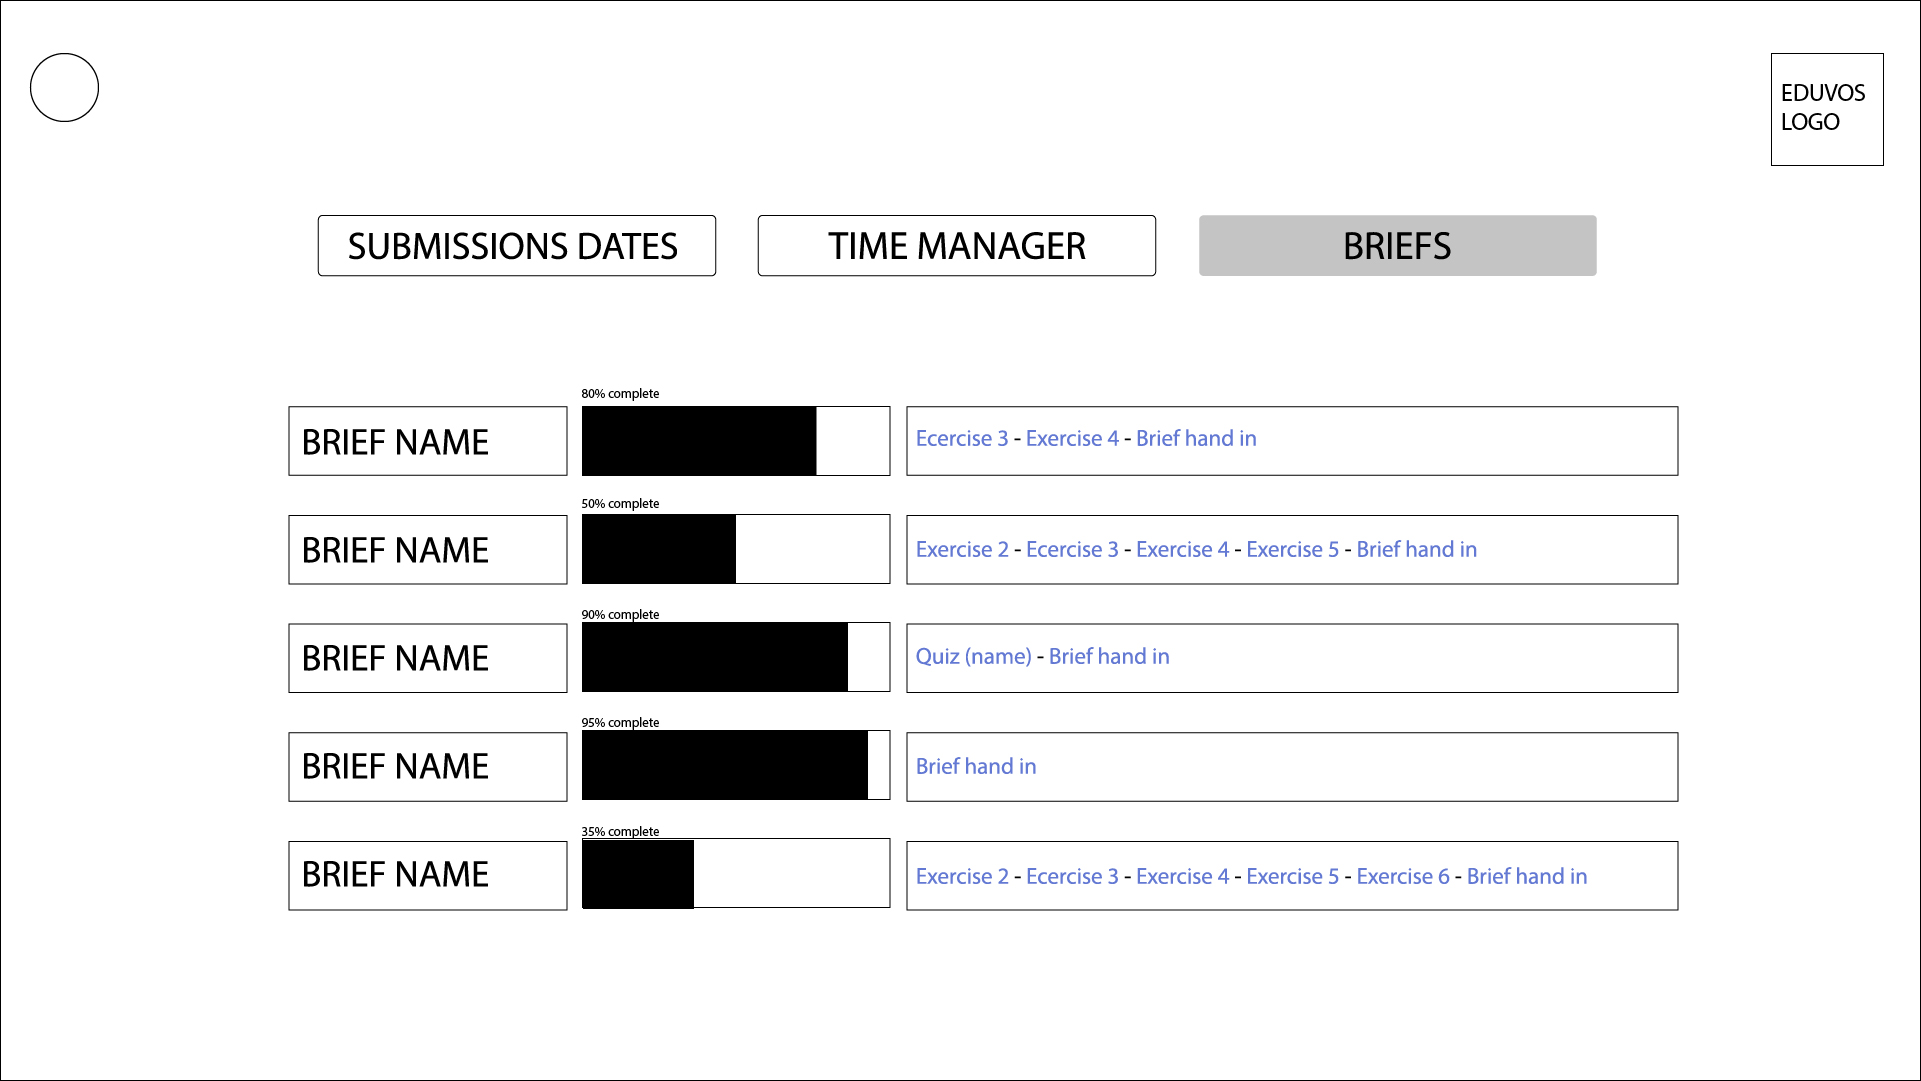 EDUVOS
LOGO
SUBMISSIONS DATES
TIME MANAGER
BRIEFS
80% complete
BRIEF NAME
Ecercise 3 - Exercise 4 - Brief hand in
50% complete
BRIEF NAME
Exercise 2 - Ecercise 3 - Exercise 4 - Exercise 5 - Brief hand in
90% complete
BRIEF NAME
Quiz (name) - Brief hand in
95% complete
BRIEF NAME
Brief hand in
35% complete
BRIEF NAME
Exercise 2 - Ecercise 3 - Exercise 4 - Exercise 5 - Exercise 6 - Brief hand in